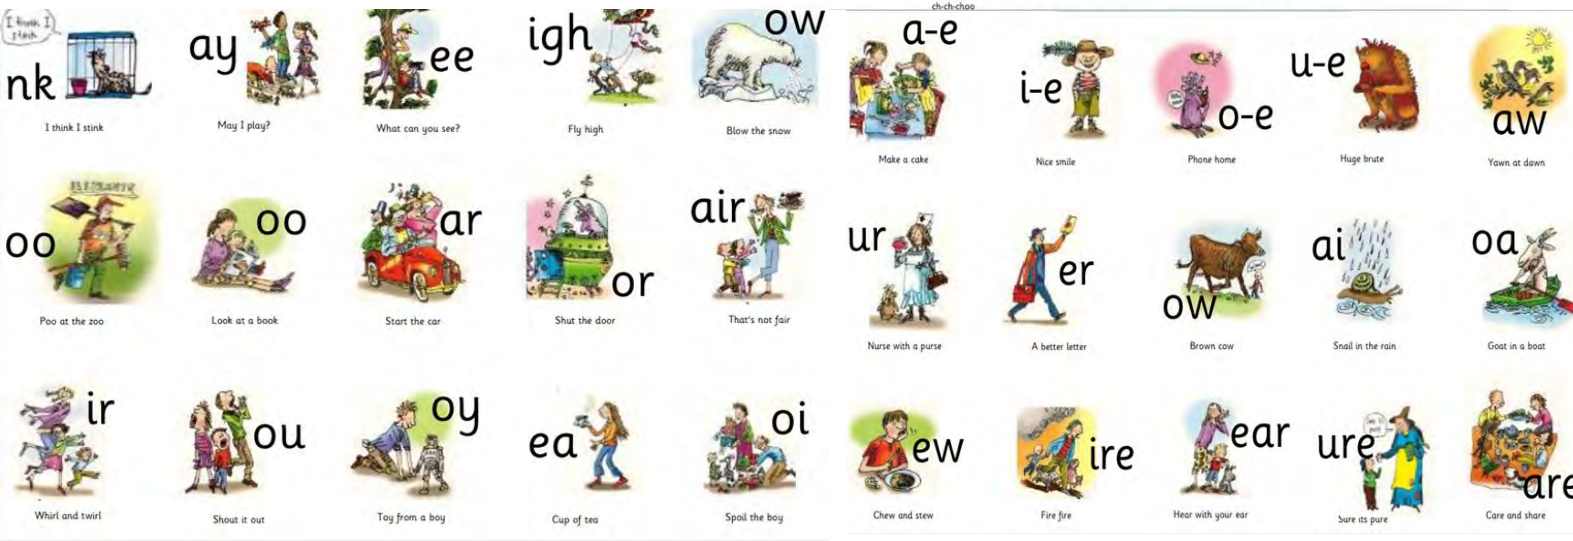 ch-ch-choo
I think I
stink
nk
I think I stink
ay
May I play?
ee
What can you see?
igh
Fly high
ow
Blow the snow
a-e
Make a cake
i-e
Nice smile
o-e
Phone home
u-e
Huge brute
aw
Yawn at dawn
oo
Poo at the zoo
oo
Look at a book
ar
Start the car
or
Shut the door
air
That's not fair
ur
Nurse with a purse
er
A better letter
ow
Brown cow
ai
Snail in the rain
oa
Goat in a boat
ir
Whirl and twirl
ou
Shout it out
oy
Toy from a boy
ea
Cup of tea
oi
Spoil the boy
ew
Chew and stew
ire
Fire fire
ear
Hear with your ear
ure
Sure its pure
are
Care and share